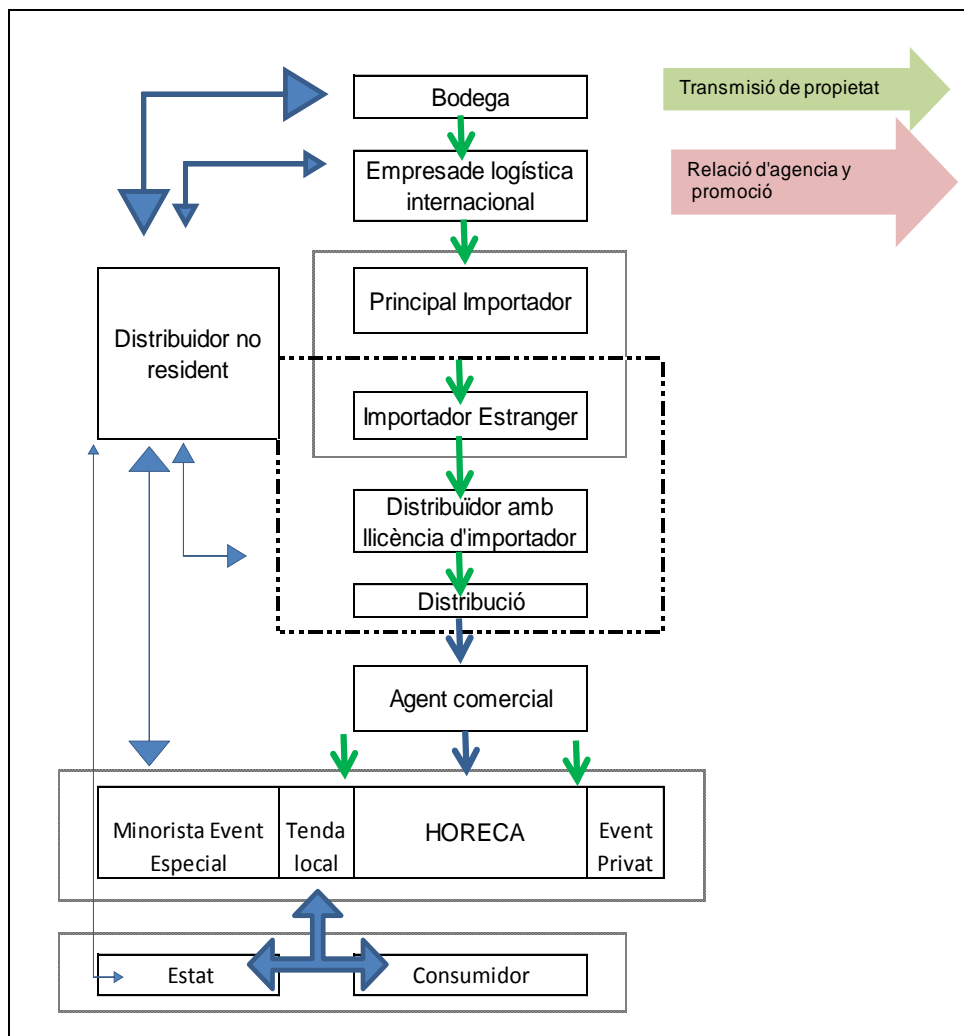 Bodega
Transmisió de propietat
Empresade logística
internacional
Relació d'agencia y
promoció
Principal Importador
Distribuidor no
resident
Importador Estranger
Distribuïdor amb
llicència d'importador
Distribució
Agent comercial
Minorista Event
Especial
Tenda
local
HORECA
Event
Privat
Estat
Consumidor